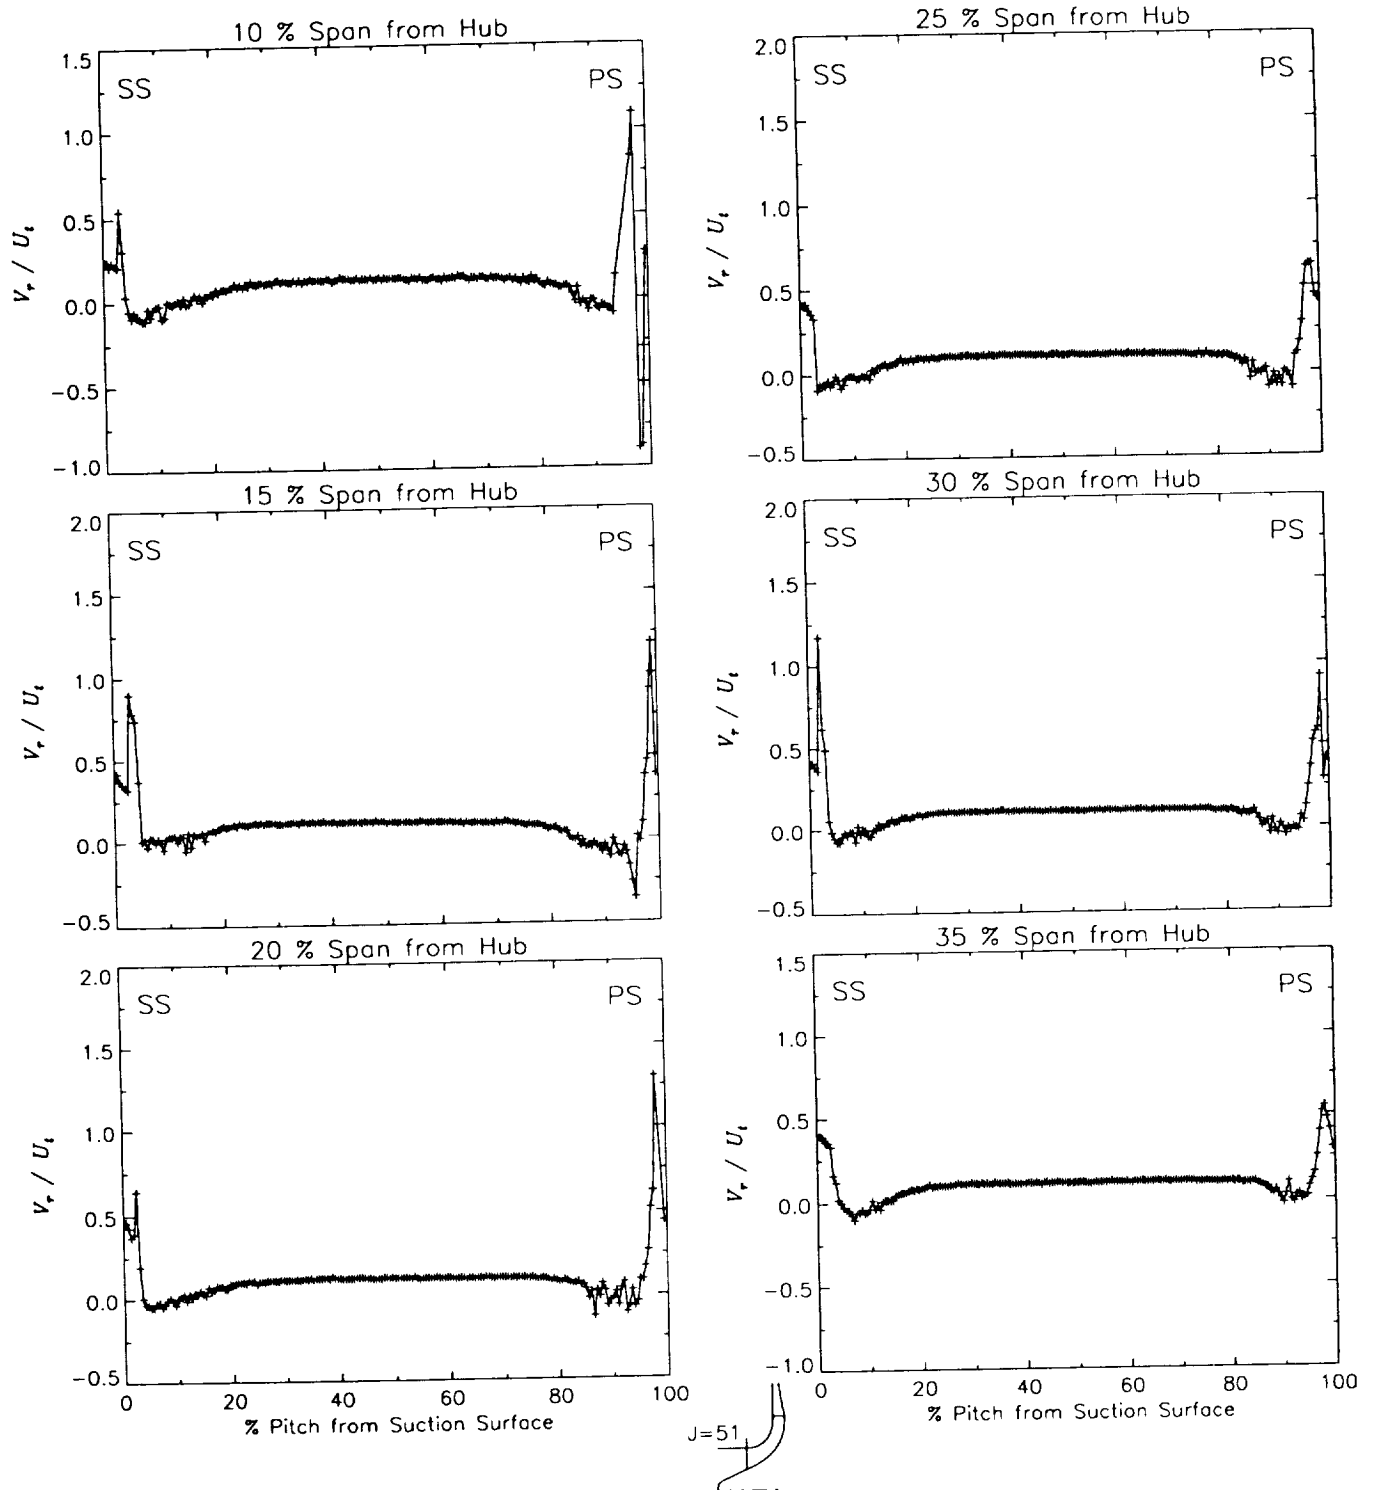 10 % Span from Hub
1.5
1.0
0.5
0.0
−0.5
−1.0
SS
PS
V_r / U_t
15 % Span from Hub
2.0
1.5
1.0
0.5
0.0
−0.5
SS
PS
V_r / U_t
20 % Span from Hub
2.0
1.5
1.0
0.5
0.0
−0.5
SS
PS
V_r / U_t
0 20 40 60 80 100
% Pitch from Suction Surface
25 % Span from Hub
2.0
1.5
1.0
0.5
0.0
−0.5
SS
PS
V_r / U_t
30 % Span from Hub
2.0
1.5
1.0
0.5
0.0
−0.5
SS
PS
V_r / U_t
35 % Span from Hub
1.5
1.0
0.5
0.0
−0.5
−1.0
SS
PS
V_r / U_t
0 20 40 60 80 100
% Pitch from Suction Surface
J=51